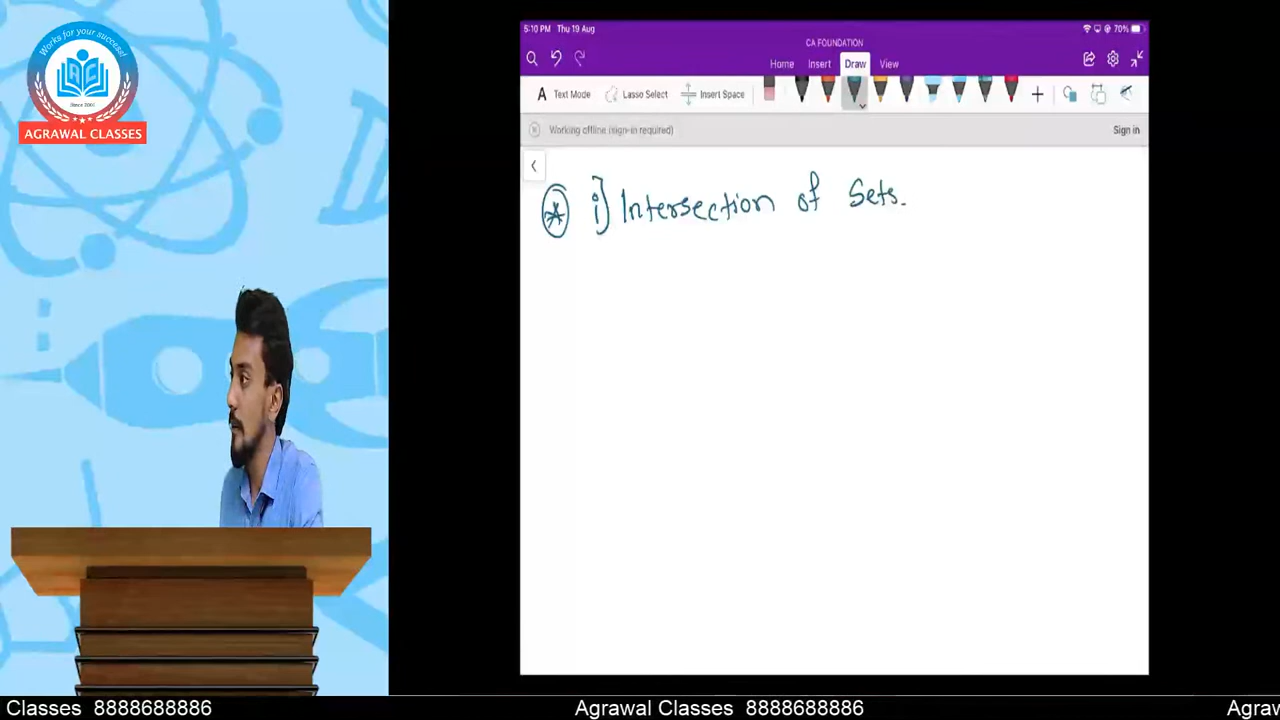 Works for your success!
AEC
Since 2001
AGRAWAL CLASSES
5:10 PM Thu 19 Aug
70%
CA FOUNDATION
Home Insert Draw View
A Text Mode Lasso Select Insert Space
Working offline (sign-in required)
Sign in
i] Intersection of Sets.
Classes 8888688886 Agrawal Classes 8888688886 Agraw